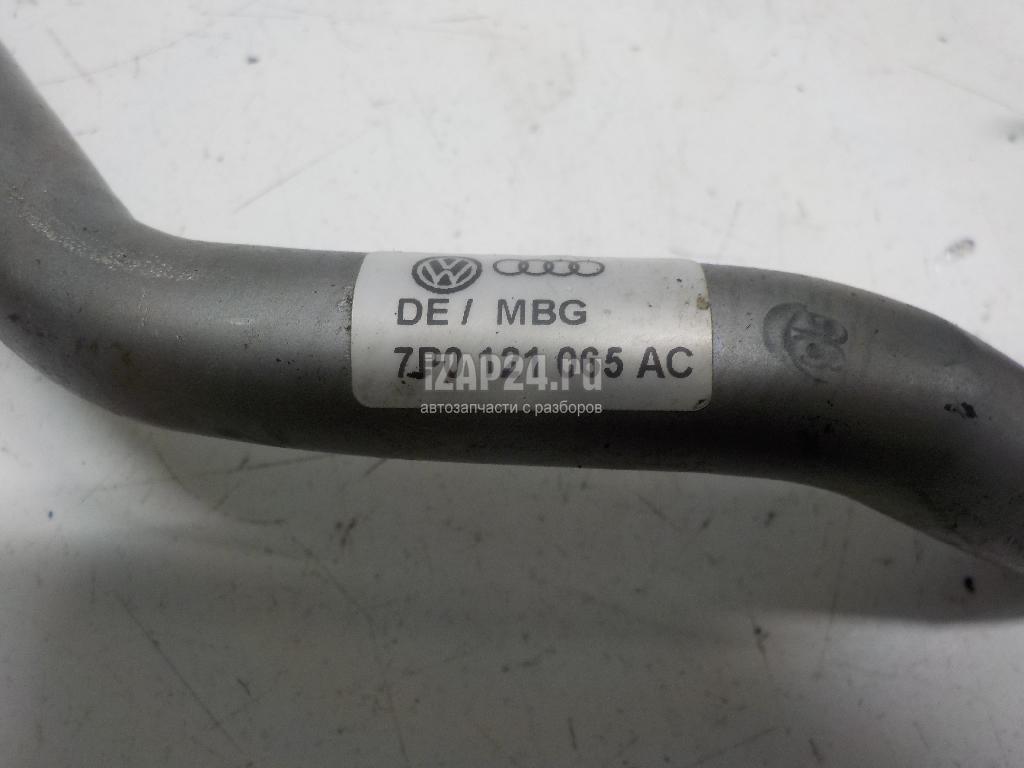 DE / MBG
7P0 121 065 AC
IZAP24.ru
автозапчасти с разборов